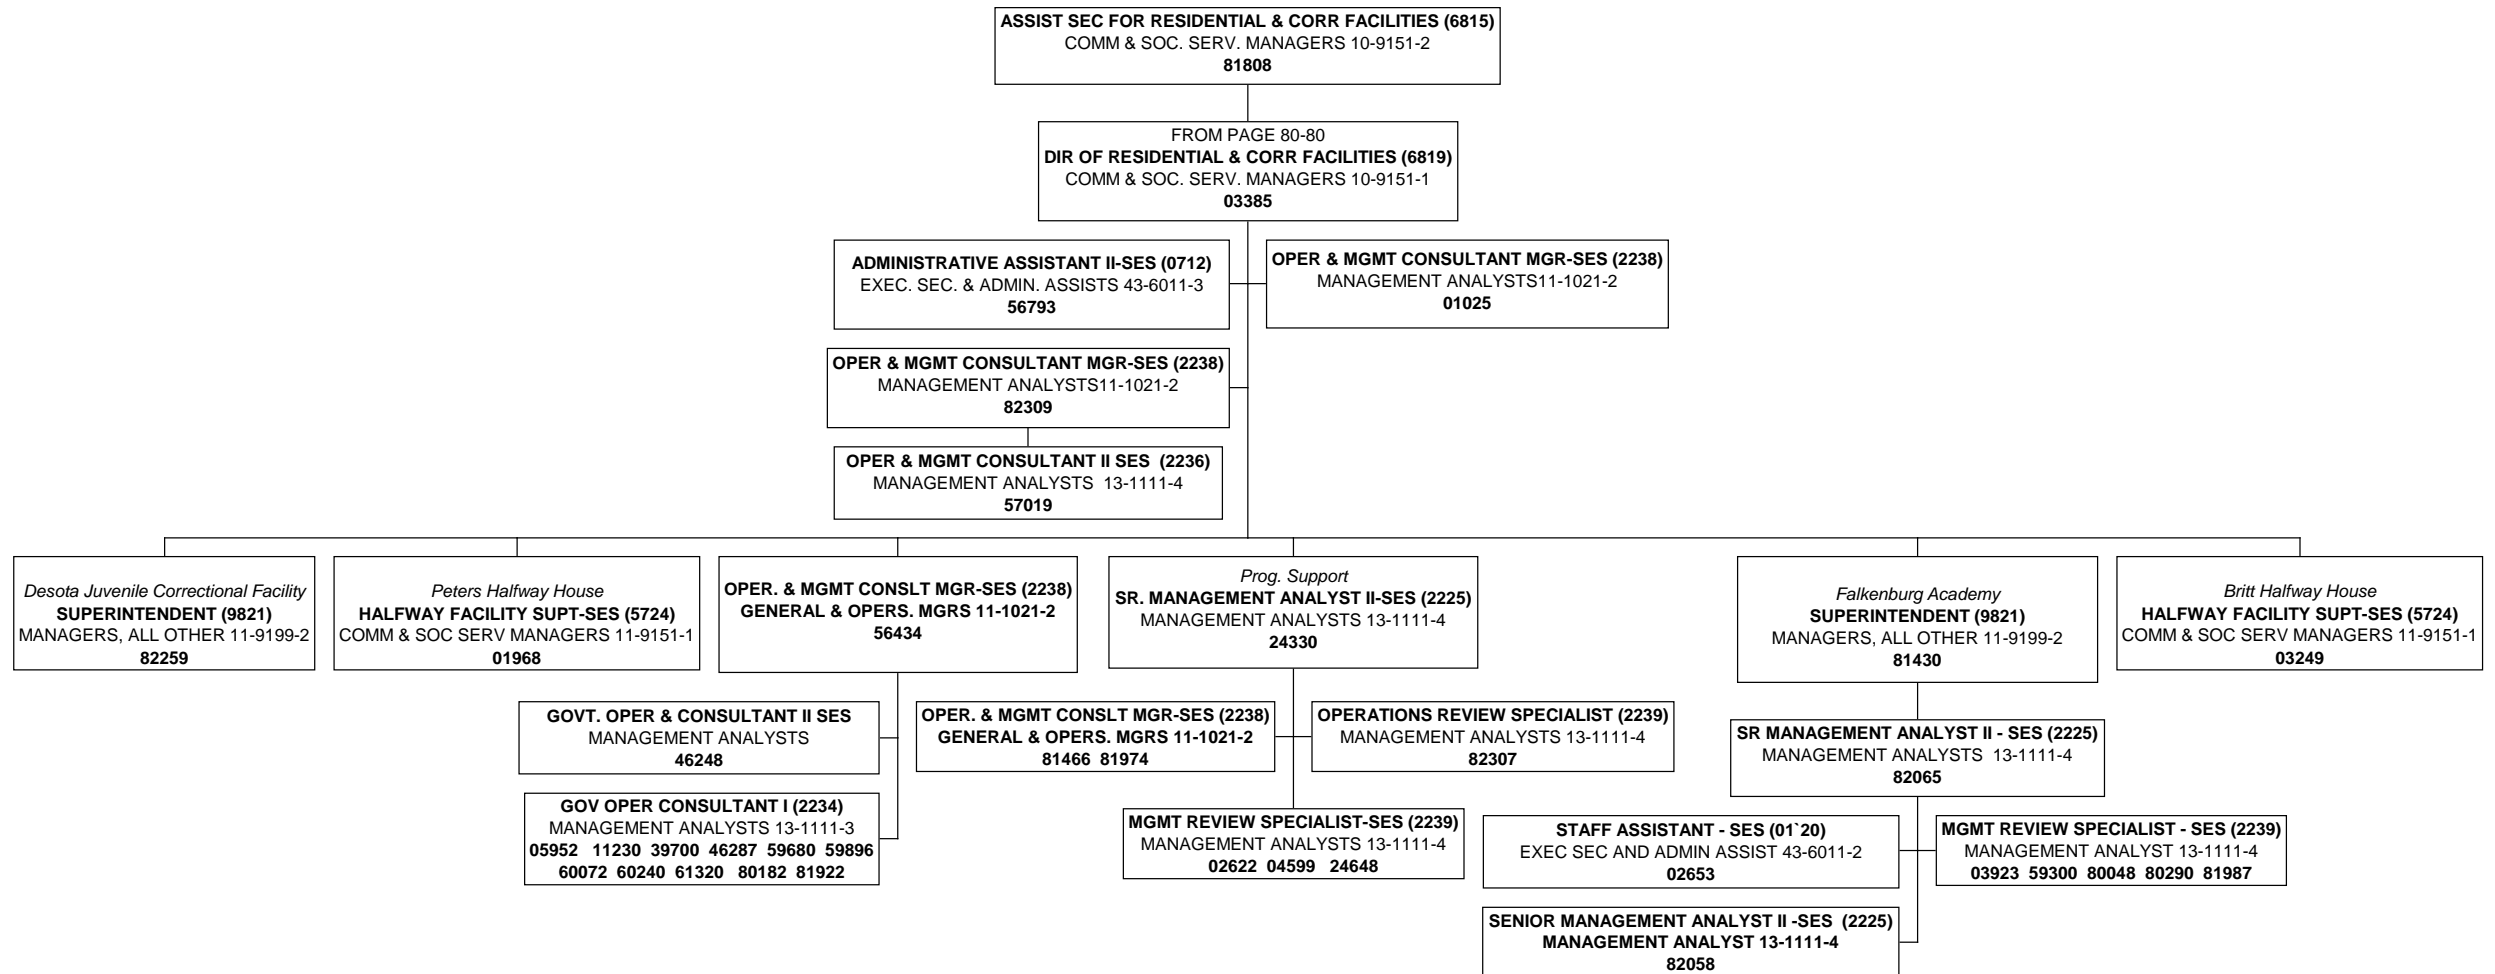 ASSIST SEC FOR RESIDENTIAL & CORR FACILITIES (6815)
COMM & SOC. SERV. MANAGERS 10-9151-2
81808
FROM PAGE 80-80
DIR OF RESIDENTIAL & CORR FACILITIES (6819)
COMM & SOC. SERV. MANAGERS 10-9151-1
03385
ADMINISTRATIVE ASSISTANT II-SES (0712)
EXEC. SEC. & ADMIN. ASSISTS 43-6011-3
56793
OPER & MGMT CONSULTANT MGR-SES (2238)
MANAGEMENT ANALYSTS11-1021-2
01025
OPER & MGMT CONSULTANT MGR-SES (2238)
MANAGEMENT ANALYSTS11-1021-2
82309
OPER & MGMT CONSULTANT II SES (2236)
MANAGEMENT ANALYSTS 13-1111-4
57019
Desota Juvenile Correctional Facility
SUPERINTENDENT (9821)
MANAGERS, ALL OTHER 11-9199-2
82259
Peters Halfway House
HALFWAY FACILITY SUPT-SES (5724)
COMM & SOC SERV MANAGERS 11-9151-1
01968
OPER. & MGMT CONSLT MGR-SES (2238)
GENERAL & OPERS. MGRS 11-1021-2
56434
Prog. Support
SR. MANAGEMENT ANALYST II-SES (2225)
MANAGEMENT ANALYSTS 13-1111-4
24330
Falkenburg Academy
SUPERINTENDENT (9821)
MANAGERS, ALL OTHER 11-9199-2
81430
Britt Halfway House
HALFWAY FACILITY SUPT-SES (5724)
COMM & SOC SERV MANAGERS 11-9151-1
03249
GOVT. OPER & CONSULTANT II SES
MANAGEMENT ANALYSTS
46248
OPER. & MGMT CONSLT MGR-SES (2238)
GENERAL & OPERS. MGRS 11-1021-2
81466 81974
OPERATIONS REVIEW SPECIALIST (2239)
MANAGEMENT ANALYSTS 13-1111-4
82307
SR MANAGEMENT ANALYST II - SES (2225)
MANAGEMENT ANALYSTS 13-1111-4
82065
GOV OPER CONSULTANT I (2234)
MANAGEMENT ANALYSTS 13-1111-3
05952 11230 39700 46287 59680 59896
60072 60240 61320 80182 81922
MGMT REVIEW SPECIALIST-SES (2239)
MANAGEMENT ANALYSTS 13-1111-4
02622 04599 24648
STAFF ASSISTANT - SES (01`20)
EXEC SEC AND ADMIN ASSIST 43-6011-2
02653
MGMT REVIEW SPECIALIST - SES (2239)
MANAGEMENT ANALYST 13-1111-4
03923 59300 80048 80290 81987
SENIOR MANAGEMENT ANALYST II -SES (2225)
MANAGEMENT ANALYST 13-1111-4
82058